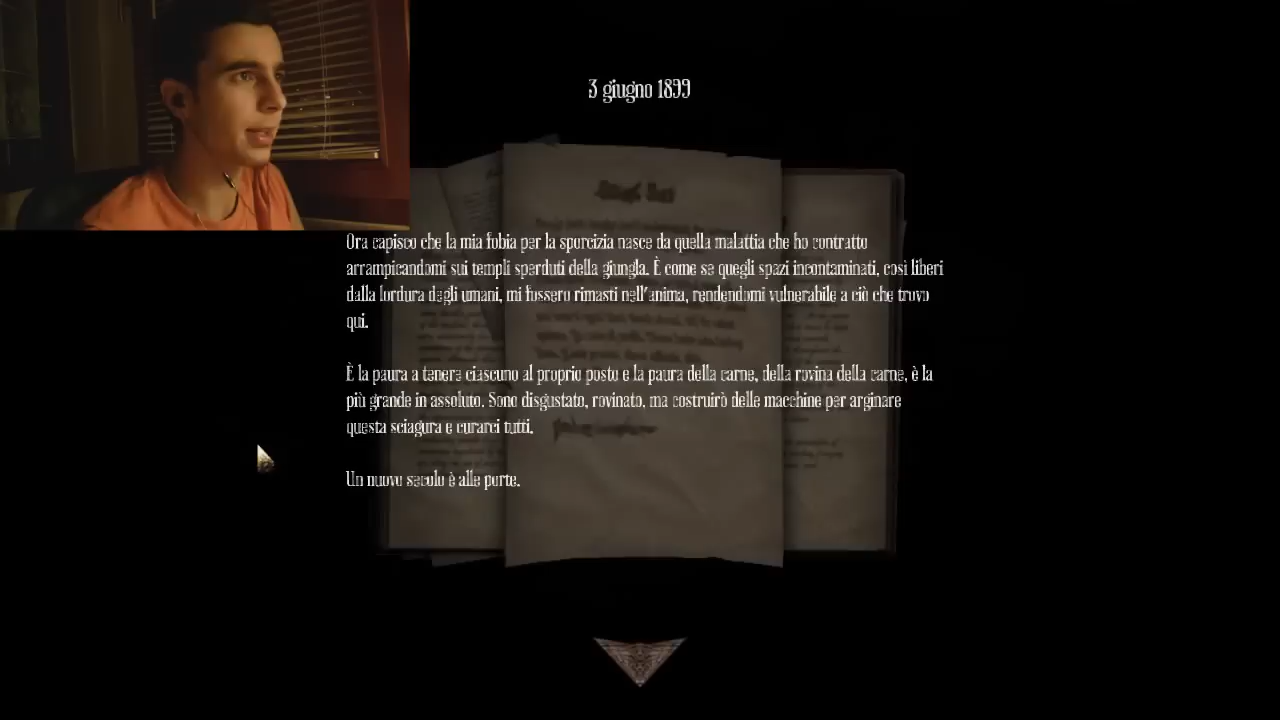 3 giugno 1899
Ora capisco che la mia fobia per la sporcizia nasce da quella malattia che ho contratto
arrampicandomi sui templi sperduti della giungla. È come se quegli spazi incontaminati, così liberi
dalla lordura degli umani, mi fossero rimasti nell'anima, rendendomi vulnerabile a ciò che trovo
qui.
È la paura a tenere ciascuno al proprio posto e la paura della carne, della rovina della carne, è la
più grande in assoluto. Sono disgustato, rovinato, ma costruirò delle macchine per arginare
questa sciagura e curarci tutti.
Un nuovo secolo è alle porte.